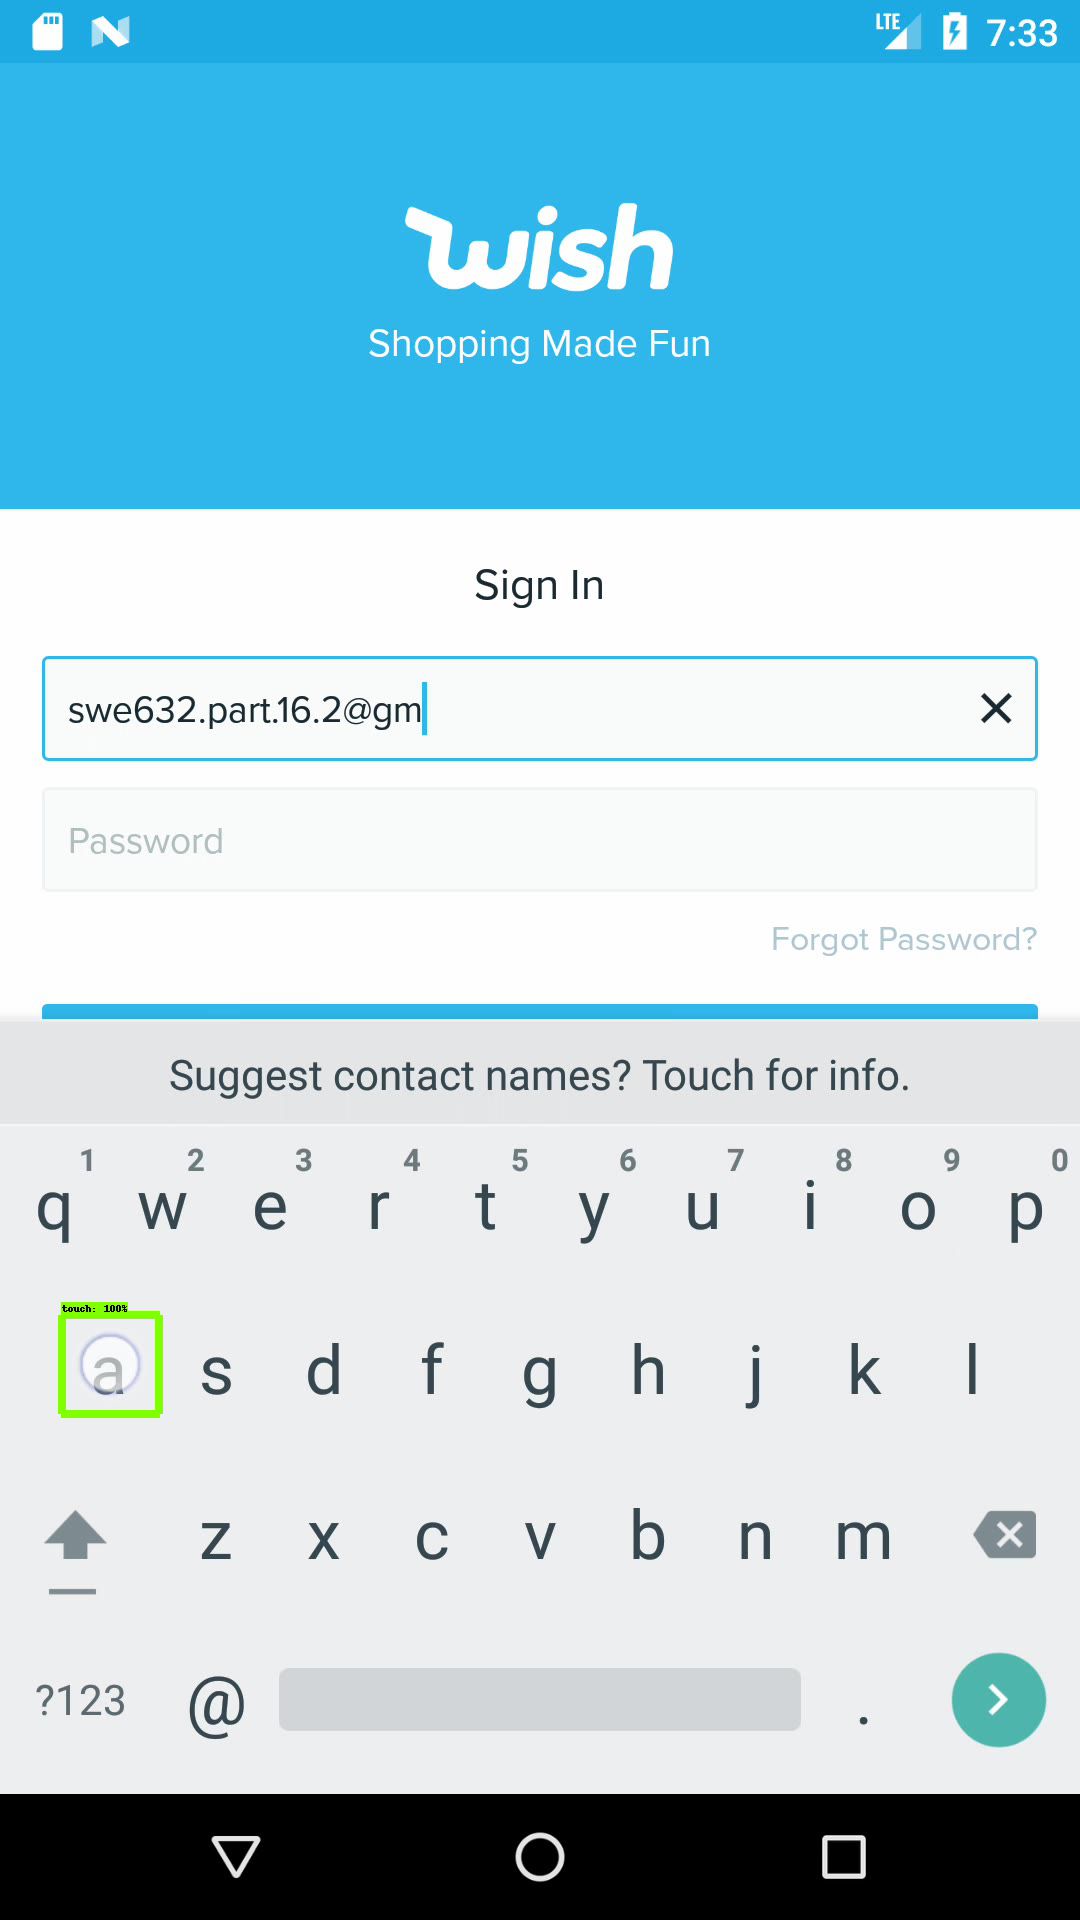 LTE 7:33
wish
Shopping Made Fun
Sign In
swe632.part.16.2@gm
Password
Forgot Password?
Suggest contact names? Touch for info.
1 2 3 4 5 6 7 8 9 0
q w e r t y u i o p
touch: 100%
a s d f g h j k l
z x c v b n m
?123 @ .